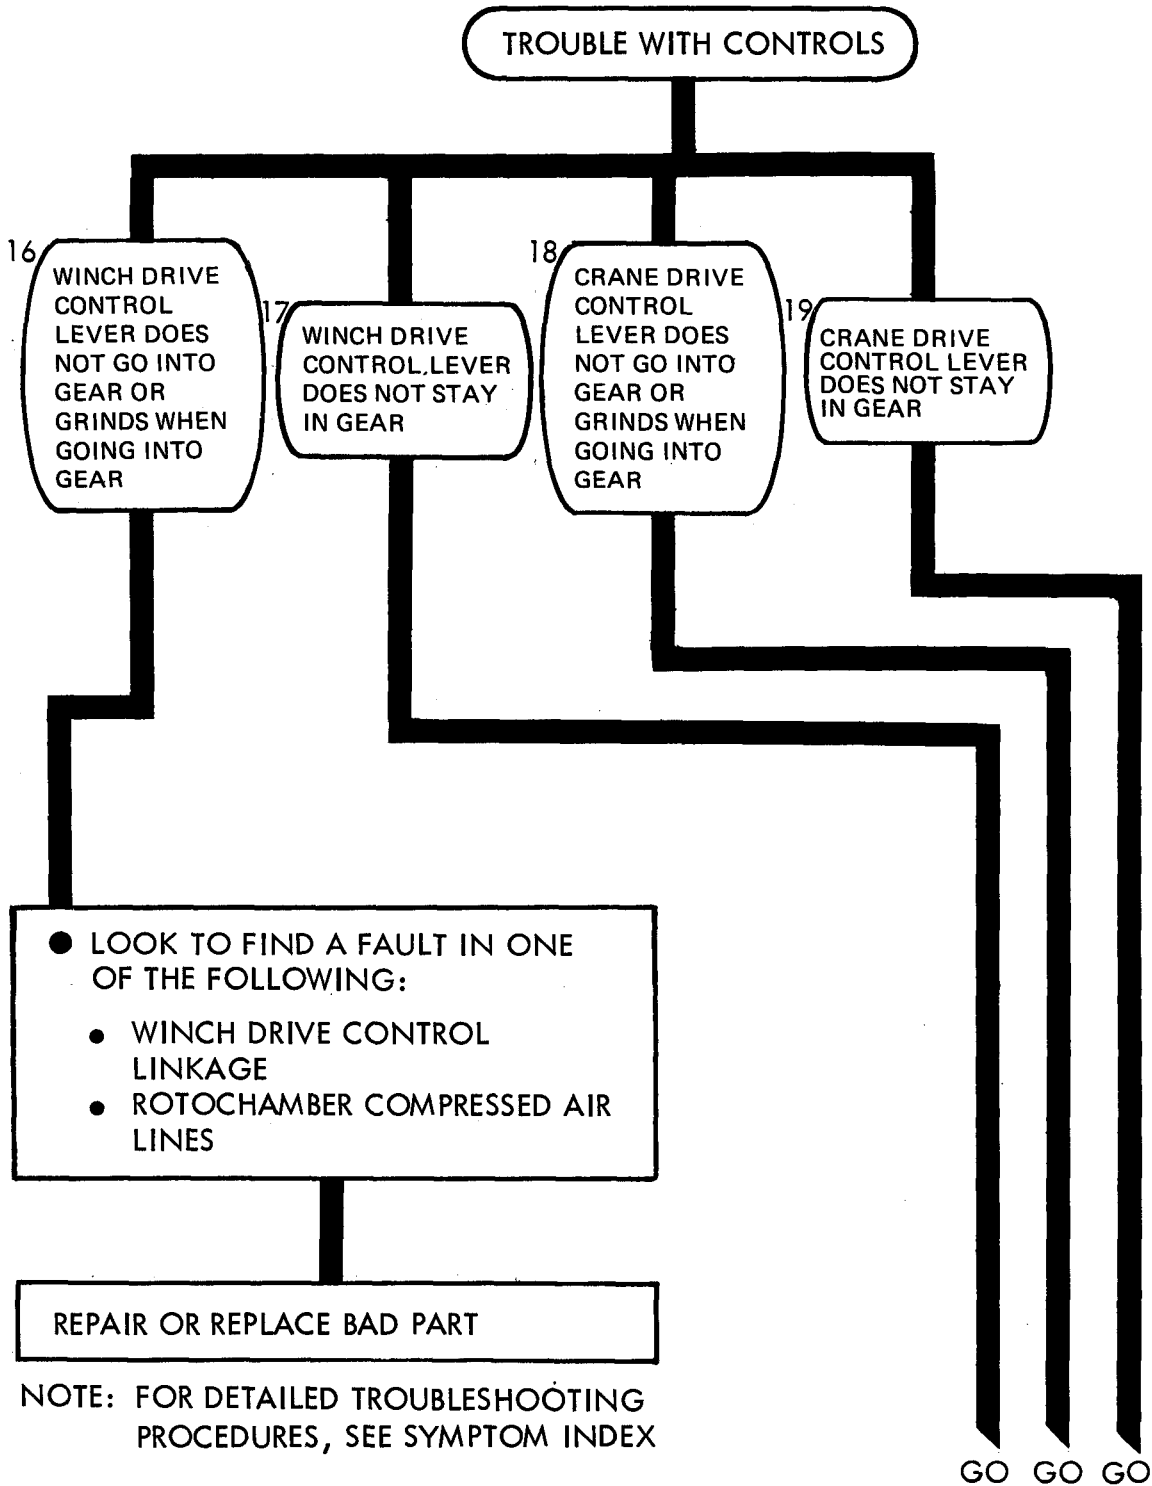 TROUBLE WITH CONTROLS
16
WINCH DRIVE
CONTROL
LEVER DOES
NOT GO INTO
GEAR OR
GRINDS WHEN
GOING INTO
GEAR
17
WINCH DRIVE
CONTROL.LEVER
DOES NOT STAY
IN GEAR
18
CRANE DRIVE
CONTROL
LEVER DOES
NOT GO INTO
GEAR OR
GRINDS WHEN
GOING INTO
GEAR
19
CRANE DRIVE
CONTROL LEVER
DOES NOT STAY
IN GEAR
● LOOK TO FIND A FAULT IN ONE
OF THE FOLLOWING:
● WINCH DRIVE CONTROL
LINKAGE
● ROTOCHAMBER COMPRESSED AIR
LINES
REPAIR OR REPLACE BAD PART
NOTE: FOR DETAILED TROUBLESHOOTING
PROCEDURES, SEE SYMPTOM INDEX
GO GO GO